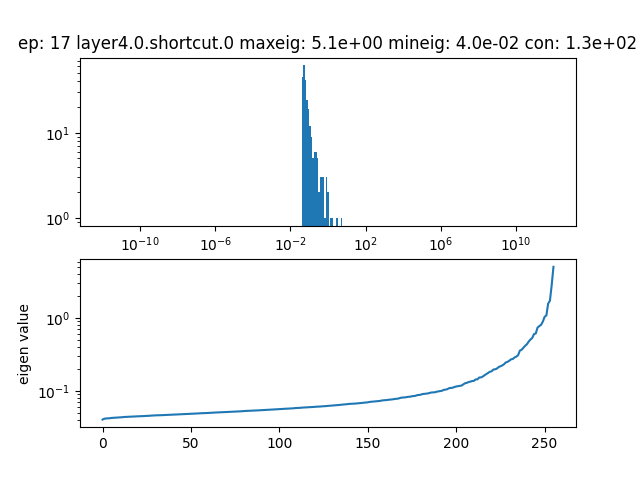 ep: 17 layer4.0.shortcut.0 maxeig: 5.1e+00 mineig: 4.0e-02 con: 1.3e+02
10¹
10⁰
10⁻¹⁰ 10⁻⁶ 10⁻² 10² 10⁶ 10¹⁰
eigen value
10⁰
10⁻¹
0 50 100 150 200 250